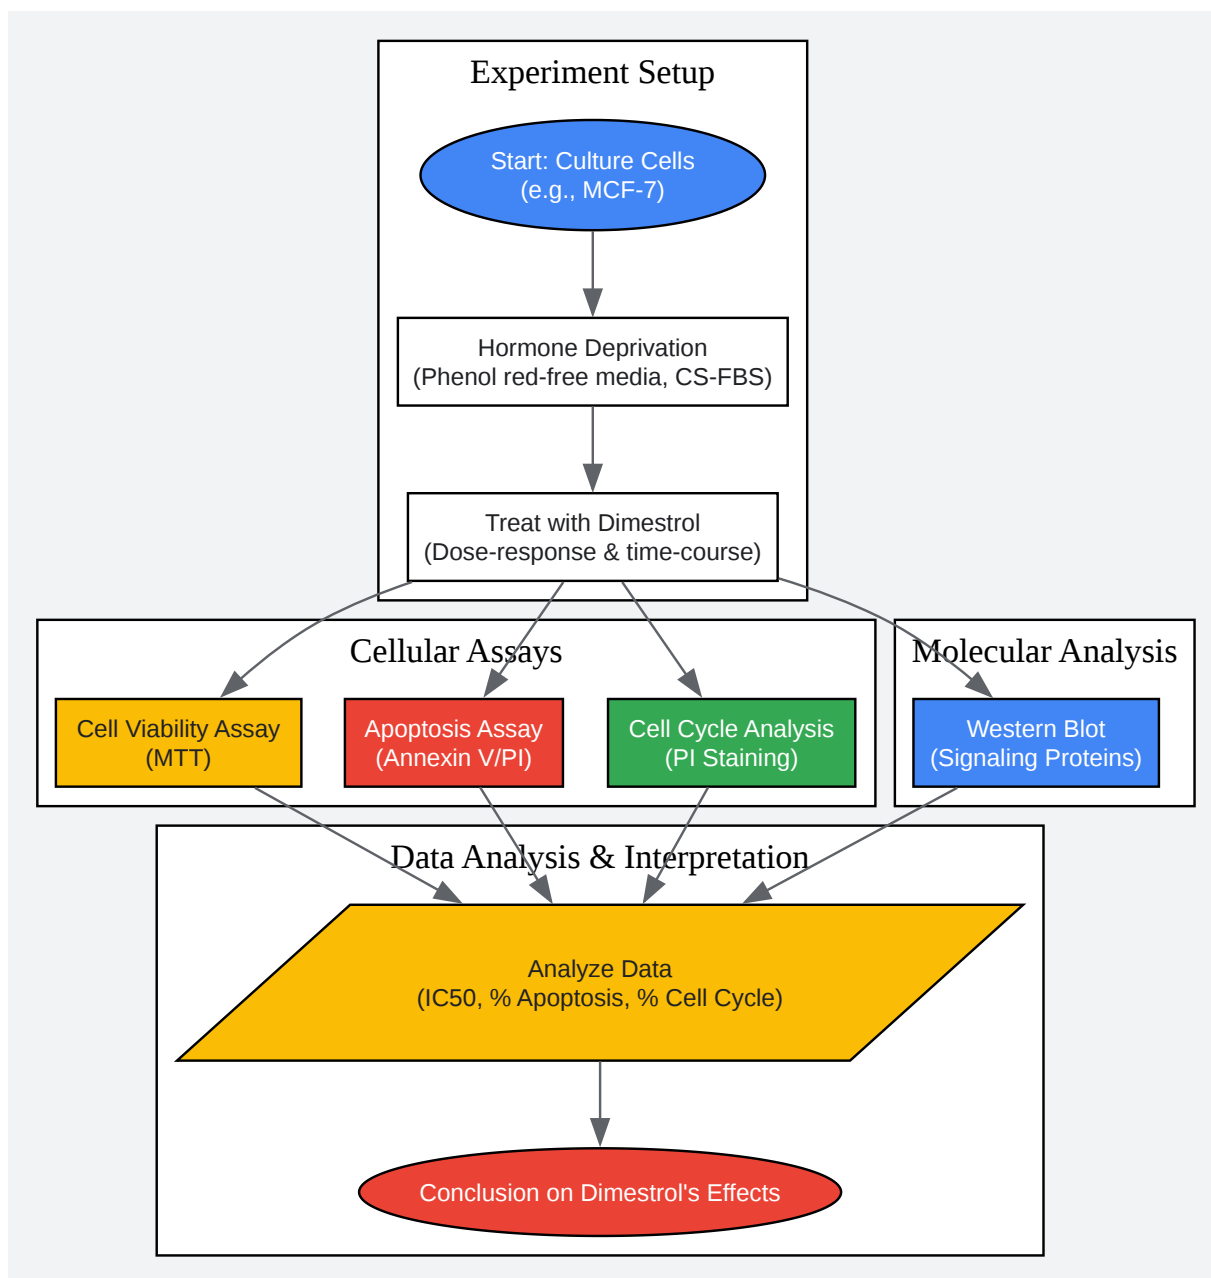 Experiment Setup
Start: Culture Cells
(e.g., MCF-7)
Hormone Deprivation
(Phenol red-free media, CS-FBS)
Treat with Dimestrol
(Dose-response & time-course)
Cellular Assays
Molecular Analysis
Cell Viability Assay
(MTT)
Apoptosis Assay
(Annexin V/PI)
Cell Cycle Analysis
(PI Staining)
Western Blot
(Signaling Proteins)
Data Analysis & Interpretation
Analyze Data
(IC50, % Apoptosis, % Cell Cycle)
Conclusion on Dimestrol's Effects